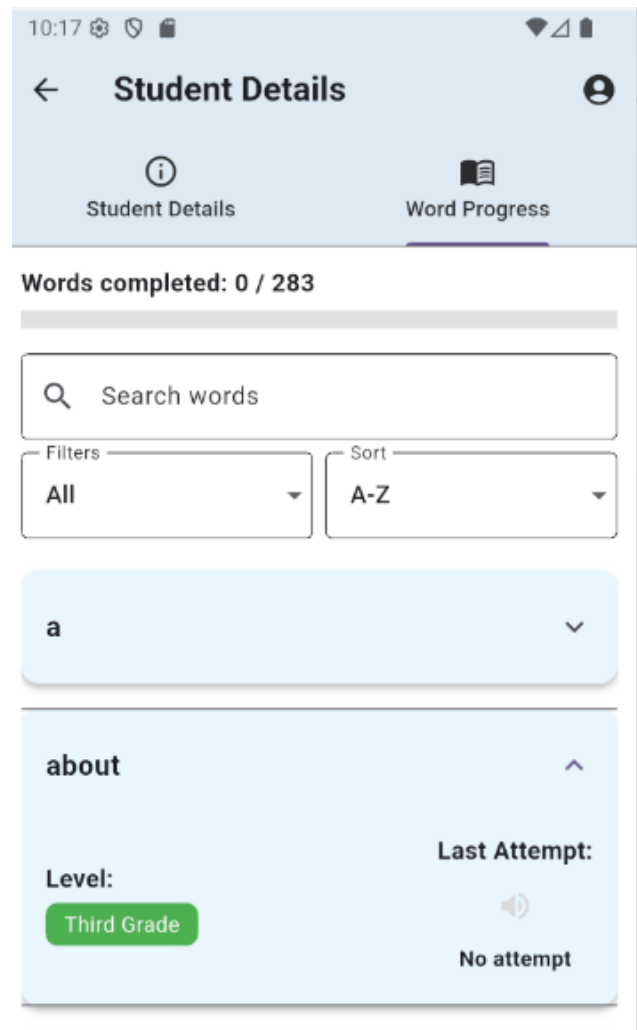 10:17
Student Details
Student Details
Word Progress
Words completed: 0 / 283
Search words
Filters
Sort
All
A-Z
a
about
Last Attempt:
Level:
Third Grade
No attempt